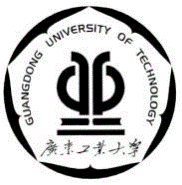 GUANGDONG UNIVERSITY OF TECHNOLOGY
廣東工業大學